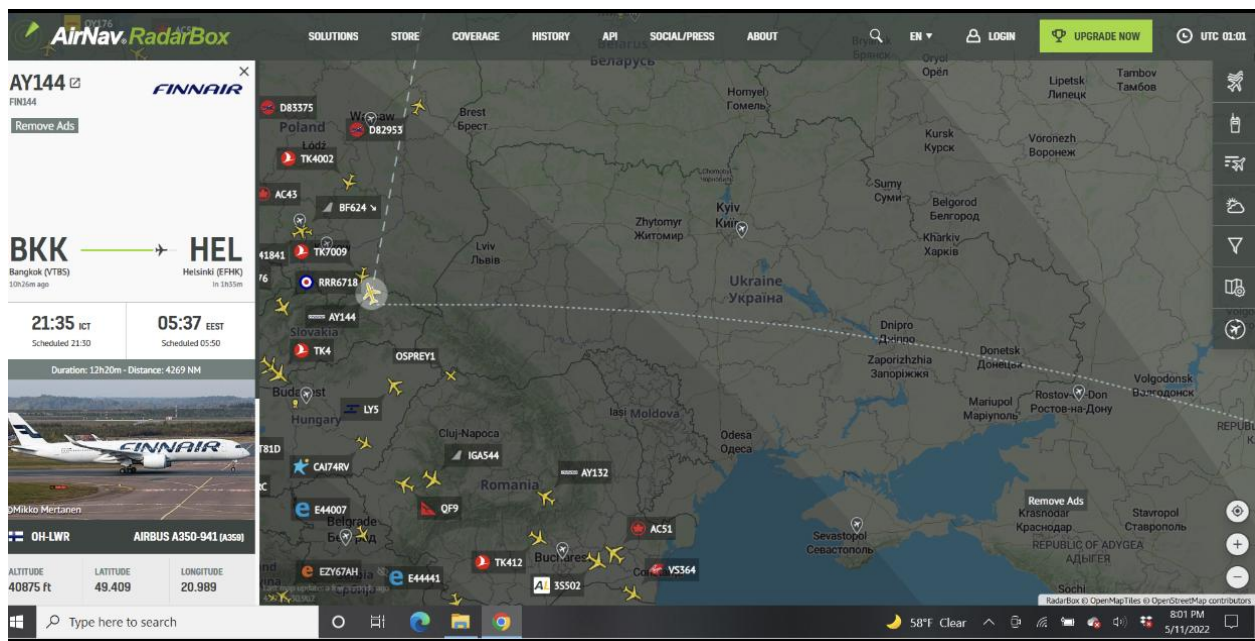 AirNav.RadarBox
SOLUTIONS
STORE
COVERAGE
HISTORY
API
SOCIAL/PRESS
ABOUT
EN
LOGIN
UPGRADE NOW
UTC 01:01
AY144
FIN144
FINNAIR
Remove Ads
BKK
HEL
Bangkok (VTBS)
Helsinki (EFHK)
10h26m ago
in 1h35m
21:35 ICT
05:37 EEST
Scheduled 21:30
Scheduled 05:50
Duration: 12h20m - Distance: 4269 NM
FINNAIR
©Mikko Mertanen
OH-LWR
AIRBUS A350-941 (A359)
ALTITUDE
LATITUDE
LONGITUDE
40875 ft
49.409
20.989
Беларусь
Орёл
Lipetsk
Липецк
Tambov
Тамбов
D83375
Warsaw
D82953
Poland
Łódź
TK4002
Brest
Брест
Hornyel
Гомель
Kursk
Курск
Voronezh
Воронеж
AC43
BF624
Sumy
Суми
Belgorod
Белгород
Kyiv
Київ
Zhytomyr
Житомир
Kharkiv
Харків
41841
TK7009
Lviv
Львів
RRR6718
Ukraine
Україна
AY144
Slovakia
TK4
OSPREY1
Dnipro
Дніпро
Donetsk
Донецьк
Zaporizhzhia
Запоріжжя
Volgodonsk
Волгодонск
Rostov-on-Don
Ростов-на-Дону
Mariupol
Маріуполь
Budapest
Hungary
LY5
Iasi
Moldova
Odesa
Одеса
Cluj-Napoca
T81D
IGA544
CAI74RV
AY132
Romania
E44007
QF9
Belgrade
AC51
Remove Ads
Krasnodar
Краснодар
Stavropol
Ставрополь
Sevastopol
Севастополь
REPUBLIC OF ADYGEA
АДЫГЕЯ
TK412
Bucharest
EZY67AH
E44441
3S502
VS364
Sochi
RadarBox © OpenMapTiles © OpenStreetMap contributors
Type here to search
58°F Clear
8:01 PM
5/11/2022